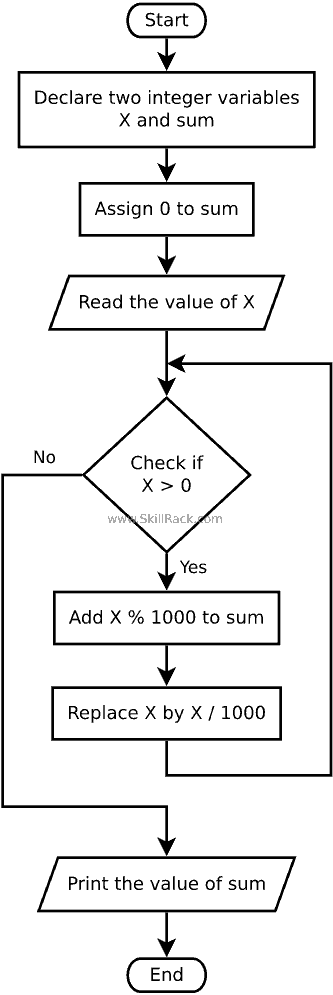 Start
Declare two integer variables
X and sum
Assign 0 to sum
Read the value of X
No
Check if
X > 0
www.SkillRack.com
Yes
Add X % 1000 to sum
Replace X by X / 1000
Print the value of sum
End